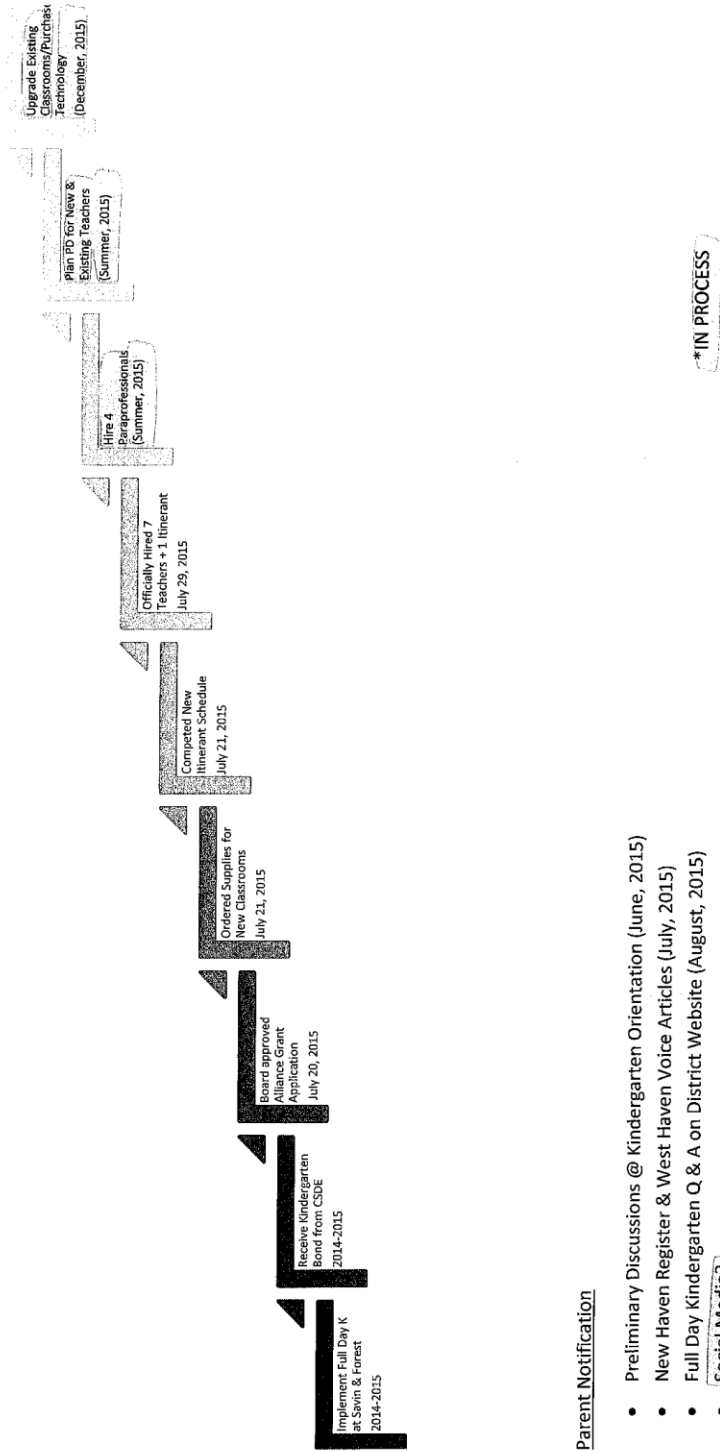 Implement Full Day K
at Savin & Forest
2014-2015
Receive Kindergarten
Bond from CSDE
2014-2015
Board approved
Alliance Grant
Application
July 20, 2015
Ordered Supplies for
New Classrooms
July 21, 2015
Competed New
Itinerant Schedule
July 21, 2015
Officially Hired 7
Teachers + 1 Itinerant
July 29, 2015
Hire 4
Paraprofessionals
(Summer, 2015)
Plan PD for New &
Existing Teachers
(Summer, 2015)
Upgrade Existing
Classrooms/Purchase
Technology
(December, 2015)
Parent Notification
• Preliminary Discussions @ Kindergarten Orientation (June, 2015)
• New Haven Register & West Haven Voice Articles (July, 2015)
• Full Day Kindergarten Q & A on District Website (August, 2015)
• Social Media?
*IN PROCESS